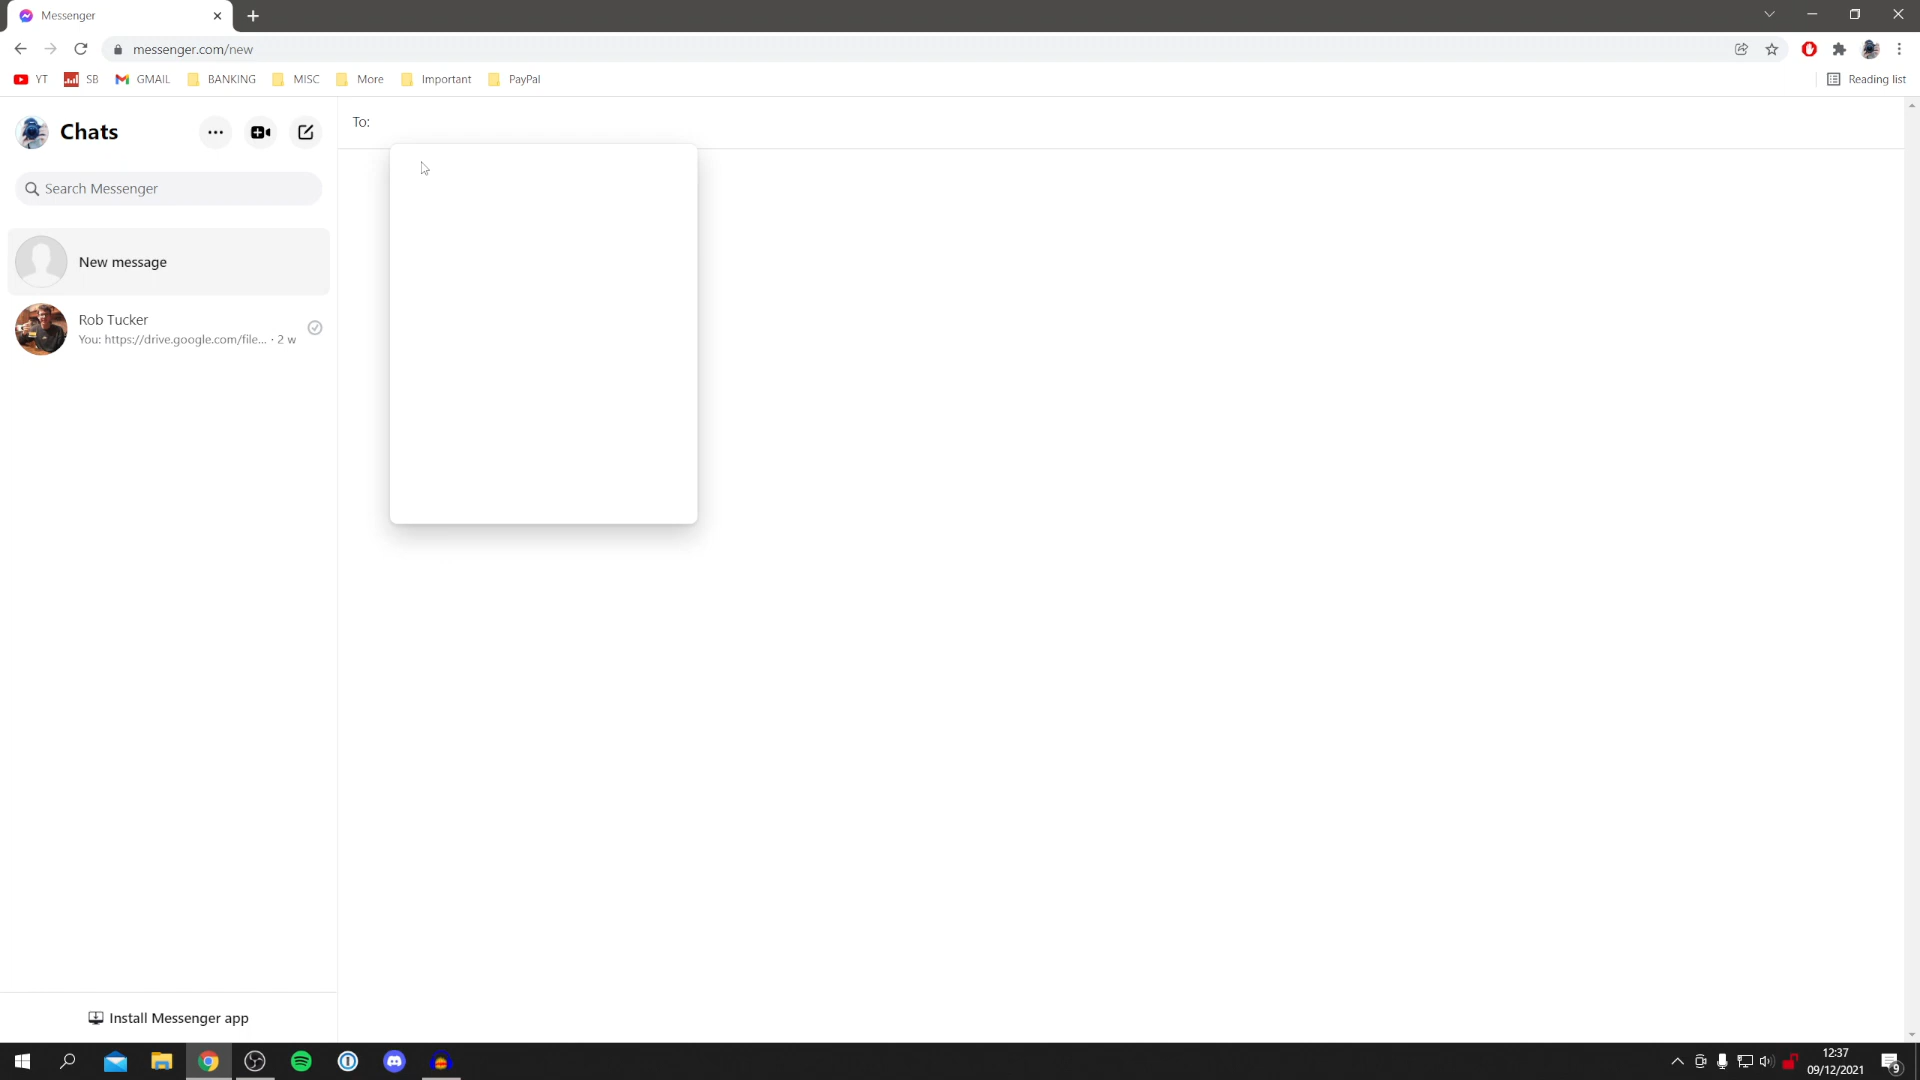 Messenger
messenger.com/new
YT SB GMAIL BANKING MISC More Important PayPal Reading list
Chats
To:
Search Messenger
New message
Rob Tucker
You: https://drive.google.com/file... · 2 w
Install Messenger app
12:37
09/12/2021
9